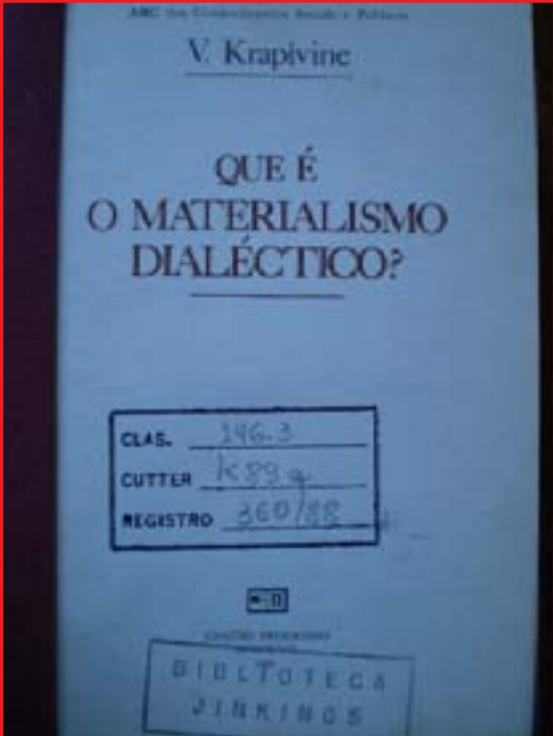 ABC dos Conhecimentos Sociais e Políticos
V. Krapivine
QUE É
O MATERIALISMO
DIALÉCTICO?
CLAS. 146.3
CUTTER K89q
REGISTRO 360/88
BIBLIOTECA
JINKINGS